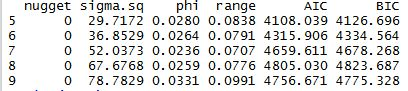 nugget sigma.sq phi range AIC BIC
5 0 29.7172 0.0280 0.0838 4108.039 4126.696
6 0 36.8529 0.0264 0.0791 4315.906 4334.564
7 0 52.0373 0.0236 0.0707 4659.611 4678.268
8 0 67.6768 0.0259 0.0776 4805.030 4823.687
9 0 78.7829 0.0331 0.0991 4756.671 4775.328